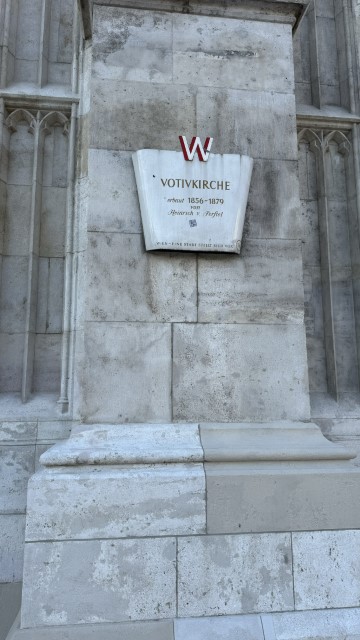 W
VOTIVKIRCHE
erbaut 1856-1879
von
Heinrich v. Ferstel